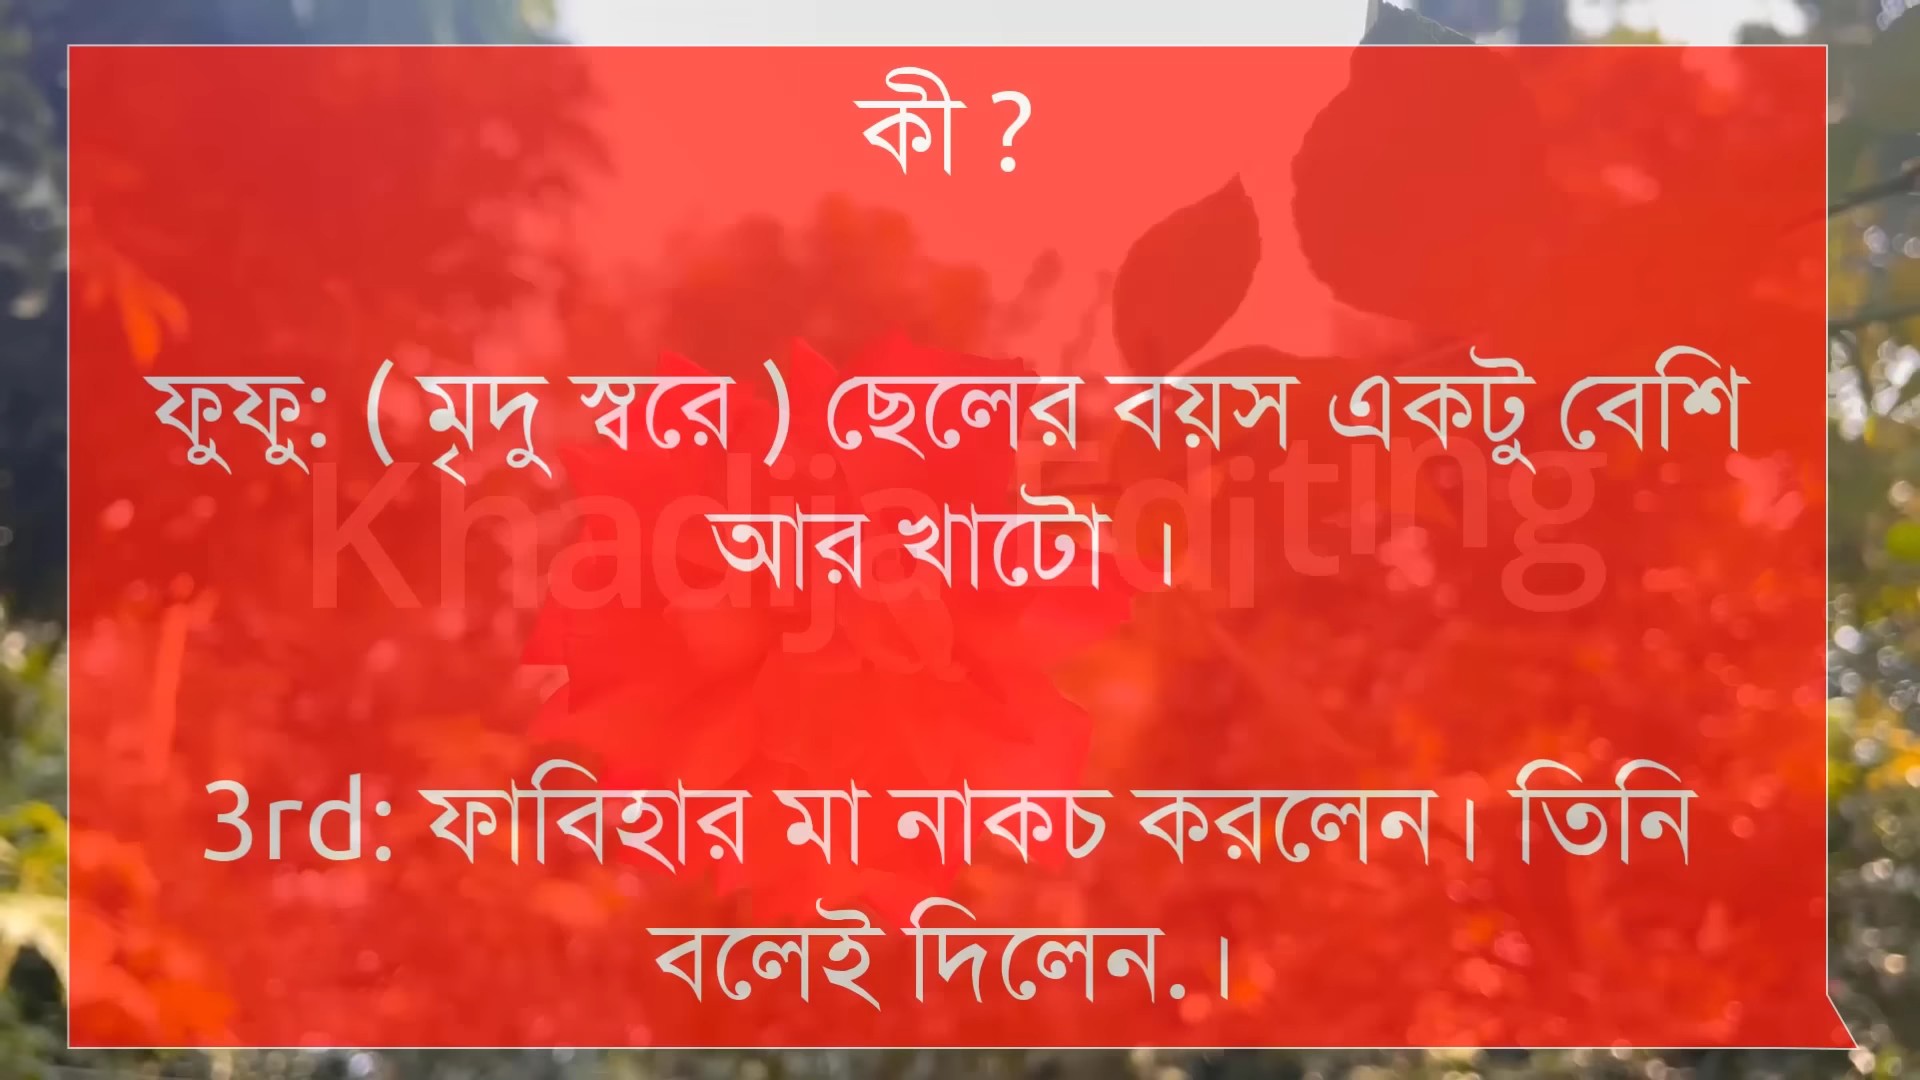 কী ?
ফুফু: ( মৃদু স্বরে ) ছেলের বয়স একটু বেশি
আর খাটো ।
Khadija Editing
3rd: ফাবিহার মা নাকচ করলেন। তিনি
বলেই দিলেন. ।